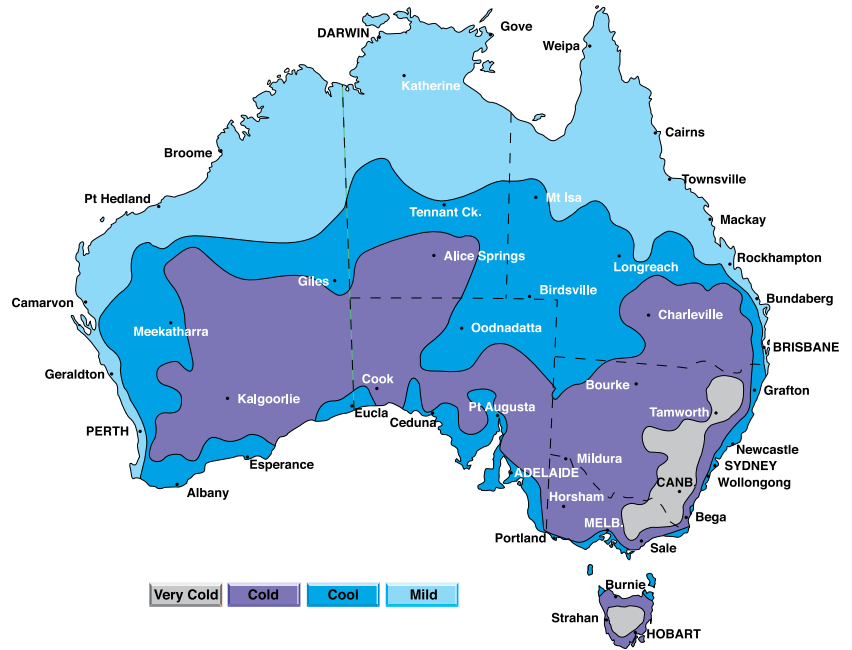 DARWIN
Gove
Weipa
Katherine
Cairns
Broome
Townsville
Pt Hedland
Mt Isa
Tennant Ck.
Mackay
Alice Springs
Rockhampton
Longreach
Giles
Birdsville
Camarvon
Bundaberg
Charleville
Meekatharra
Oodnadatta
BRISBANE
Geraldton
Cook
Bourke
Grafton
Kalgoorlie
Pt Augusta
Tamworth
Eucla
Ceduna
PERTH
Newcastle
Mildura
Esperance
SYDNEY
ADELAIDE
CANB.
Wollongong
Albany
Horsham
Bega
MELB.
Portland
Sale
Burnie
Very Cold
Cold
Cool
Mild
Strahan
HOBART